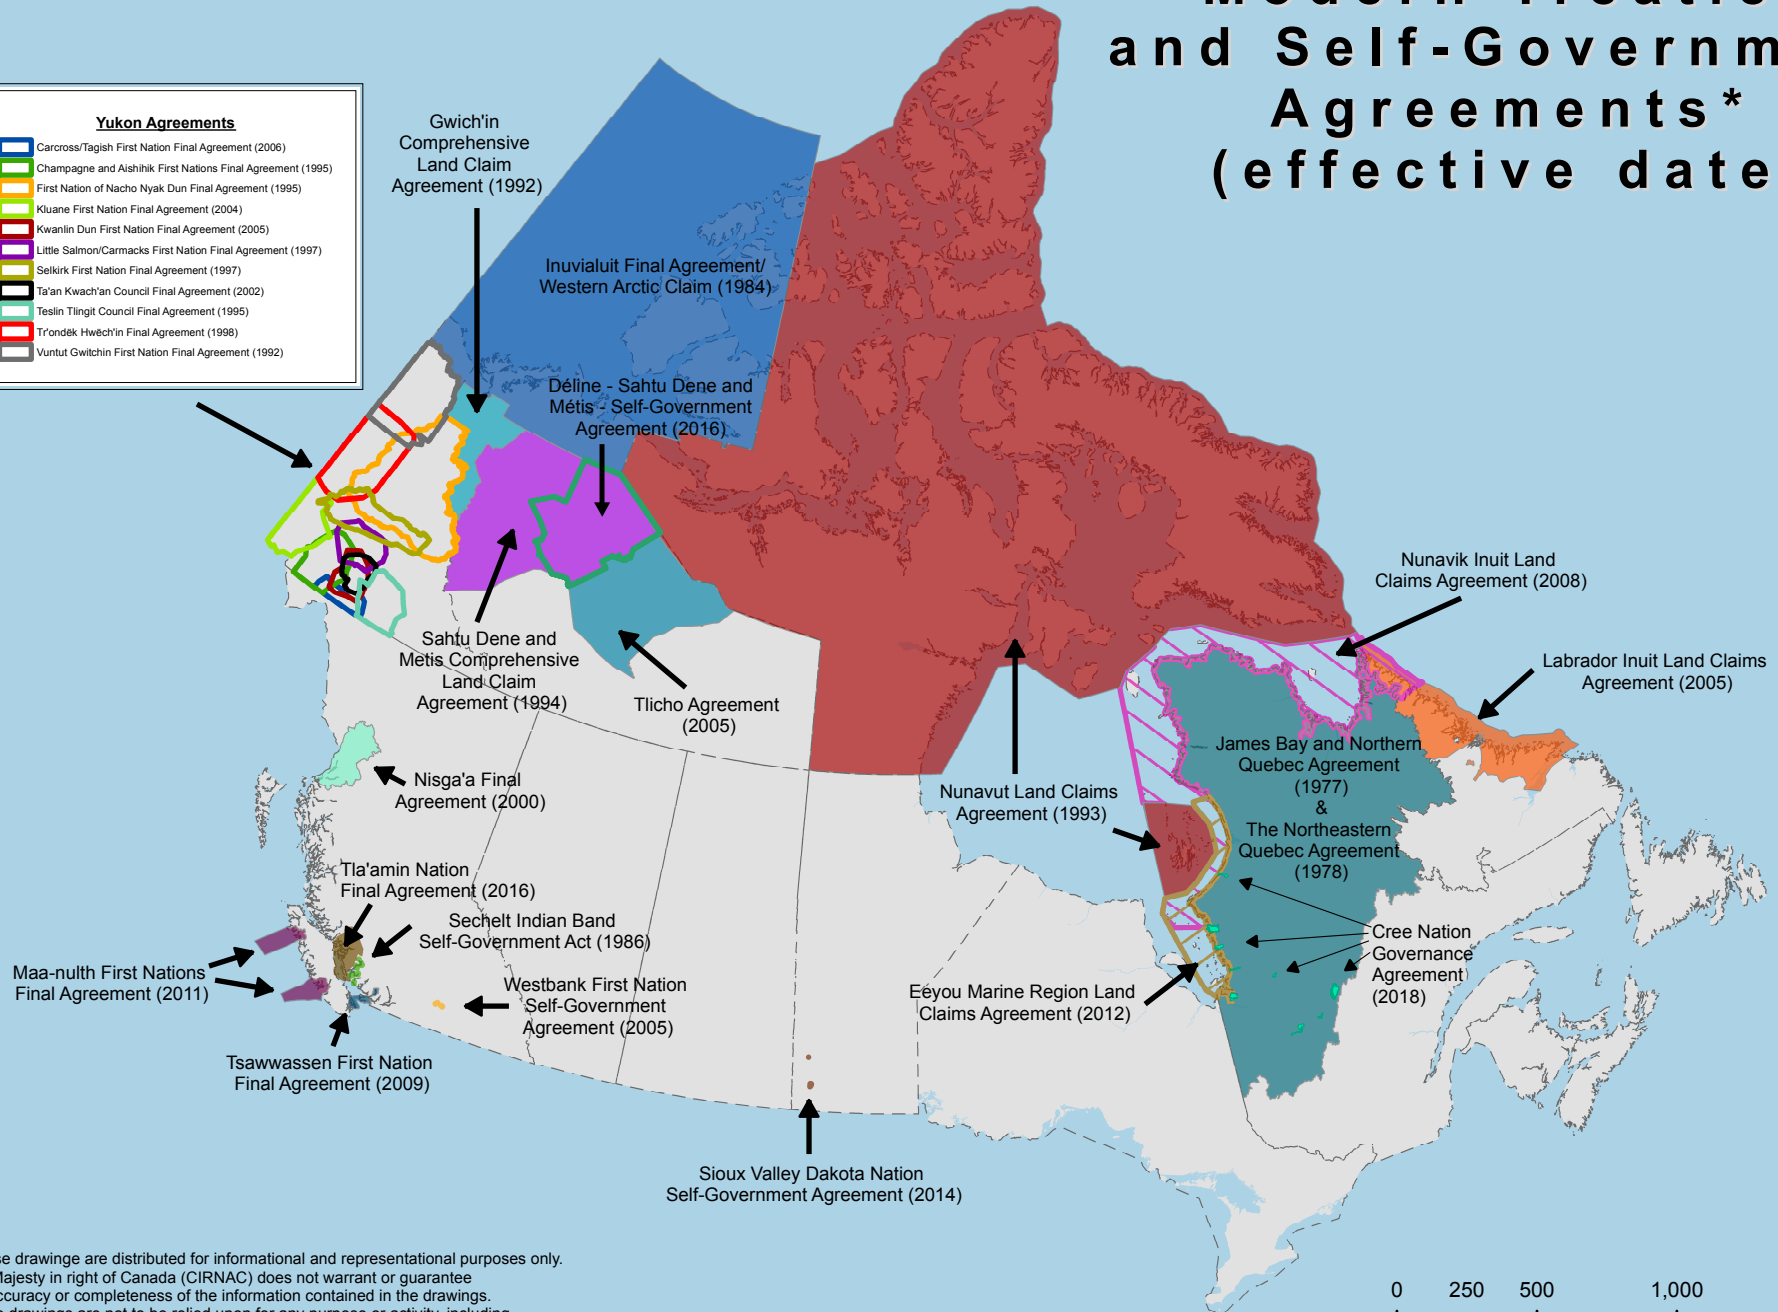 and Self-Governm
Agreements*
(effective date
Yukon Agreements
Carcross/Tagish First Nation Final Agreement (2006)
Champagne and Aishihik First Nations Final Agreement (1995)
First Nation of Nacho Nyak Dun Final Agreement (1995)
Kluane First Nation Final Agreement (2004)
Kwanlin Dun First Nation Final Agreement (2005)
Little Salmon/Carmacks First Nation Final Agreement (1997)
Selkirk First Nation Final Agreement (1997)
Ta'an Kwach'an Council Final Agreement (2002)
Teslin Tlingit Council Final Agreement (1995)
Tr'ondëk Hwëch'in Final Agreement (1998)
Vuntut Gwitchin First Nation Final Agreement (1992)
Gwich'in
Comprehensive
Land Claim
Agreement (1992)
Inuvialuit Final Agreement/
Western Arctic Claim (1984)
Déline - Sahtu Dene and
Métis - Self-Government
Agreement (2016)
Nunavik Inuit Land
Claims Agreement (2008)
Labrador Inuit Land Claims
Agreement (2005)
Sahtu Dene and
Metis Comprehensive
Land Claim
Agreement (1994)
Tlicho Agreement
(2005)
James Bay and Northern
Quebec Agreement
(1977)
&
The Northeastern
Quebec Agreement
(1978)
Nisga'a Final
Agreement (2000)
Nunavut Land Claims
Agreement (1993)
Tla'amin Nation
Final Agreement (2016)
Sechelt Indian Band
Self-Government Act (1986)
Cree Nation
Governance
Agreement
(2018)
Maa-nulth First Nations
Final Agreement (2011)
Westbank First Nation
Self-Government
Agreement (2005)
Eeyou Marine Region Land
Claims Agreement (2012)
Tsawwassen First Nation
Final Agreement (2009)
Sioux Valley Dakota Nation
Self-Government Agreement (2014)
se drawinge are distributed for informational and representational purposes only.
Majesty in right of Canada (CIRNAC) does not warrant or guarantee
ccuracy or completeness of the information contained in the drawings.
0 250 500 1,000